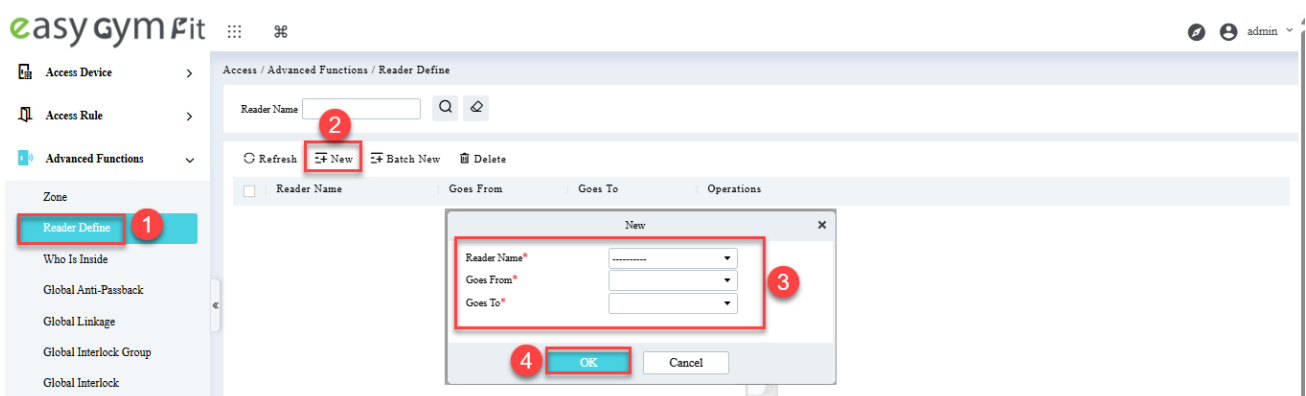 easy Gym Fit
admin
Access Device
Access / Advanced Functions / Reader Define
Access Rule
Reader Name
2
Advanced Functions
Refresh New Batch New Delete
Reader Name Goes From Goes To Operations
Zone
Reader Define 1
New
Who Is Inside
Reader Name*
----------
Goes From*
3
Global Anti-Passback
Goes To*
Global Linkage
Global Interlock Group
4 OK Cancel
Global Interlock